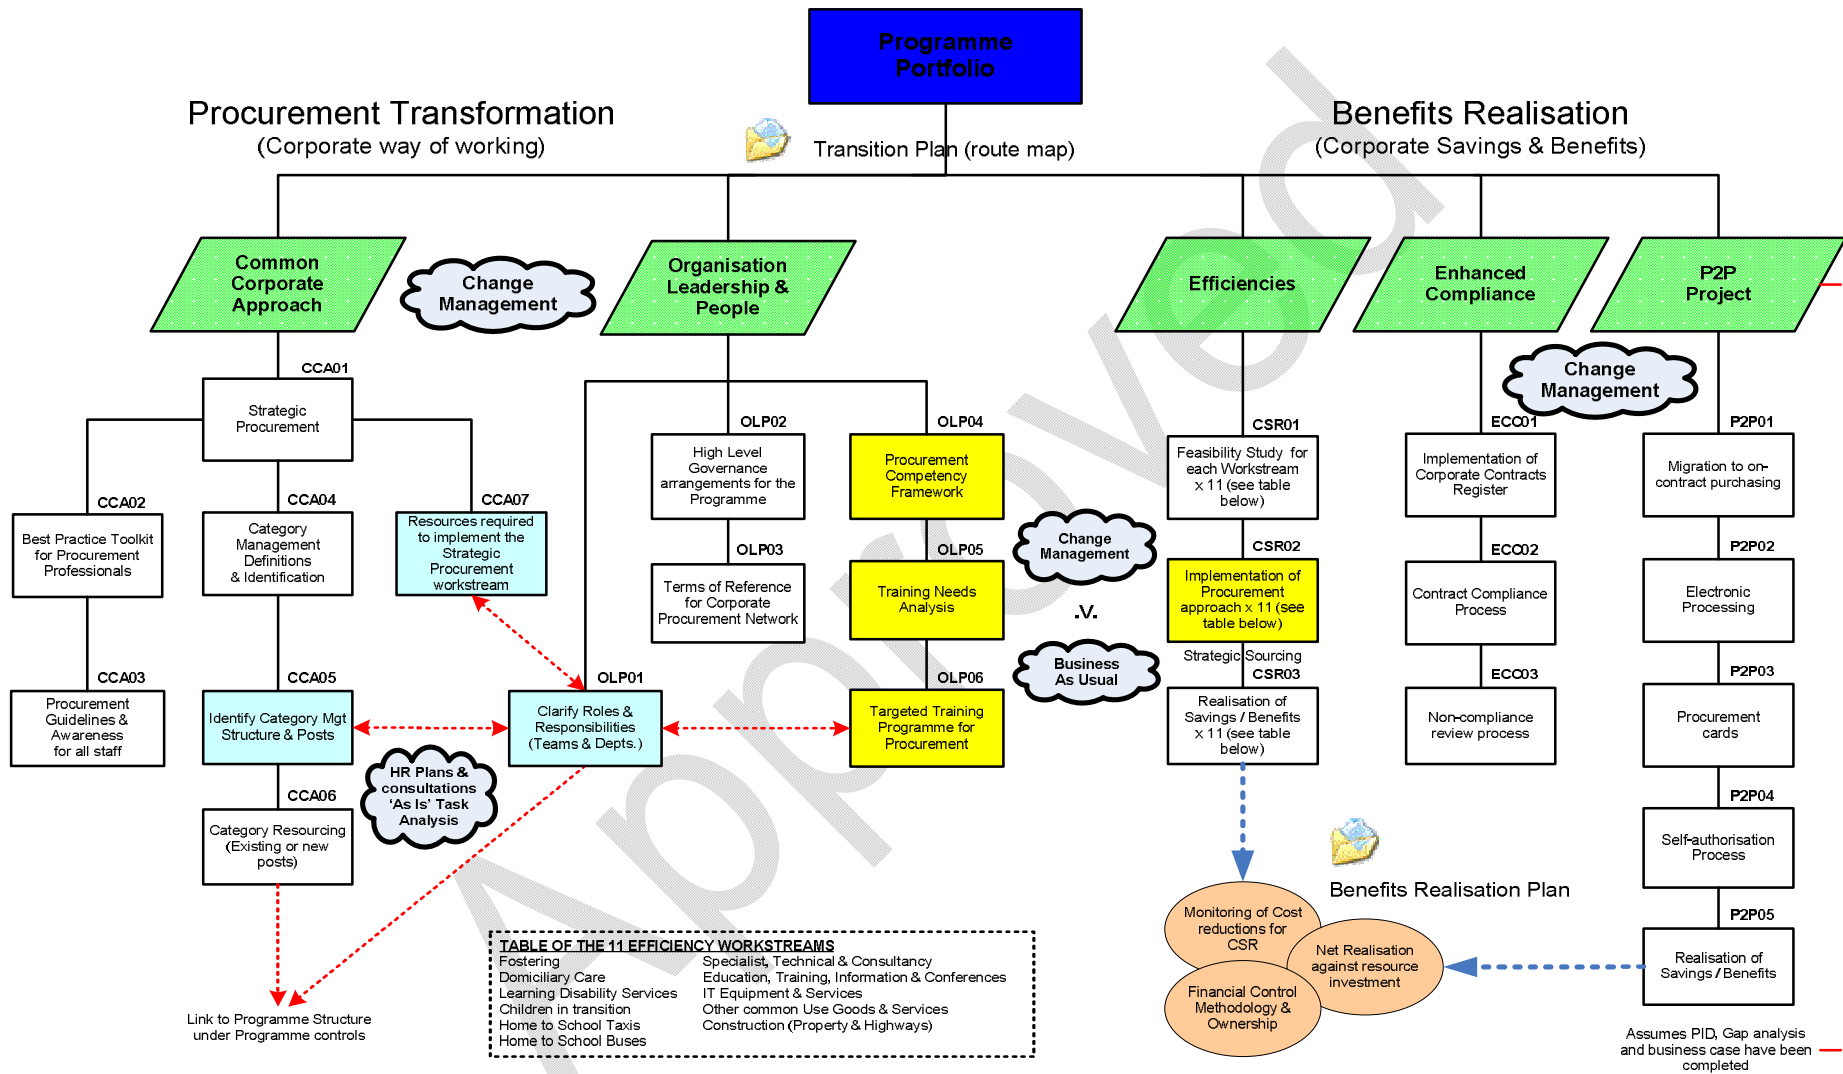 Programme
Portfolio
Procurement Transformation
(Corporate way of working)
Transition Plan (route map)
Benefits Realisation
(Corporate Savings & Benefits)
Common
Corporate
Approach
Change
Management
Organisation
Leadership &
People
Efficiencies
Enhanced
Compliance
P2P
Project
Change
Management
CCA01
Strategic
Procurement
CCA02
Best Practice Toolkit
for Procurement
Professionals
CCA03
Procurement
Guidelines &
Awareness
for all staff
CCA04
Category
Management
Definitions
& Identification
CCA05
Identify Category Mgt
Structure & Posts
CCA06
Category Resourcing
(Existing or new
posts)
CCA07
Resources required
to implement the
Strategic
Procurement
workstream
HR Plans &
consultations
'As Is' Task
Analysis
Link to Programme Structure
under Programme controls
OLP01
Clarify Roles &
Responsibilities
(Teams & Depts.)
OLP02
High Level
Governance
arrangements for the
Programme
OLP03
Terms of Reference
for Corporate
Procurement Network
OLP04
Procurement
Competency
Framework
OLP05
Training Needs
Analysis
OLP06
Targeted Training
Programme for
Procurement
Change
Management
.v.
Business
As Usual
CSR01
Feasibility Study for
each Workstream
x 11 (see table
below)
CSR02
Implementation of
Procurement
approach x 11 (see
table below)
Strategic Sourcing
CSR03
Realisation of
Savings / Benefits
x 11 (see table
below)
ECC01
Implementation of
Corporate Contracts
Register
ECC02
Contract Compliance
Process
ECC03
Non-compliance
review process
P2P01
Migration to on-
contract purchasing
P2P02
Electronic
Processing
P2P03
Procurement
cards
P2P04
Self-authorisation
Process
P2P05
Realisation of
Savings / Benefits
Benefits Realisation Plan
Monitoring of Cost
reductions for
CSR
Net Realisation
against resource
investment
Financial Control
Methodology &
Ownership
TABLE OF THE 11 EFFICIENCY WORKSTREAMS
Fostering
Domiciliary Care
Learning Disability Services
Children in transition
Home to School Taxis
Home to School Buses
Specialist, Technical & Consultancy
Education, Training, Information & Conferences
IT Equipment & Services
Other common Use Goods & Services
Construction (Property & Highways)
Assumes PID, Gap analysis
and business case have been
completed
Approved